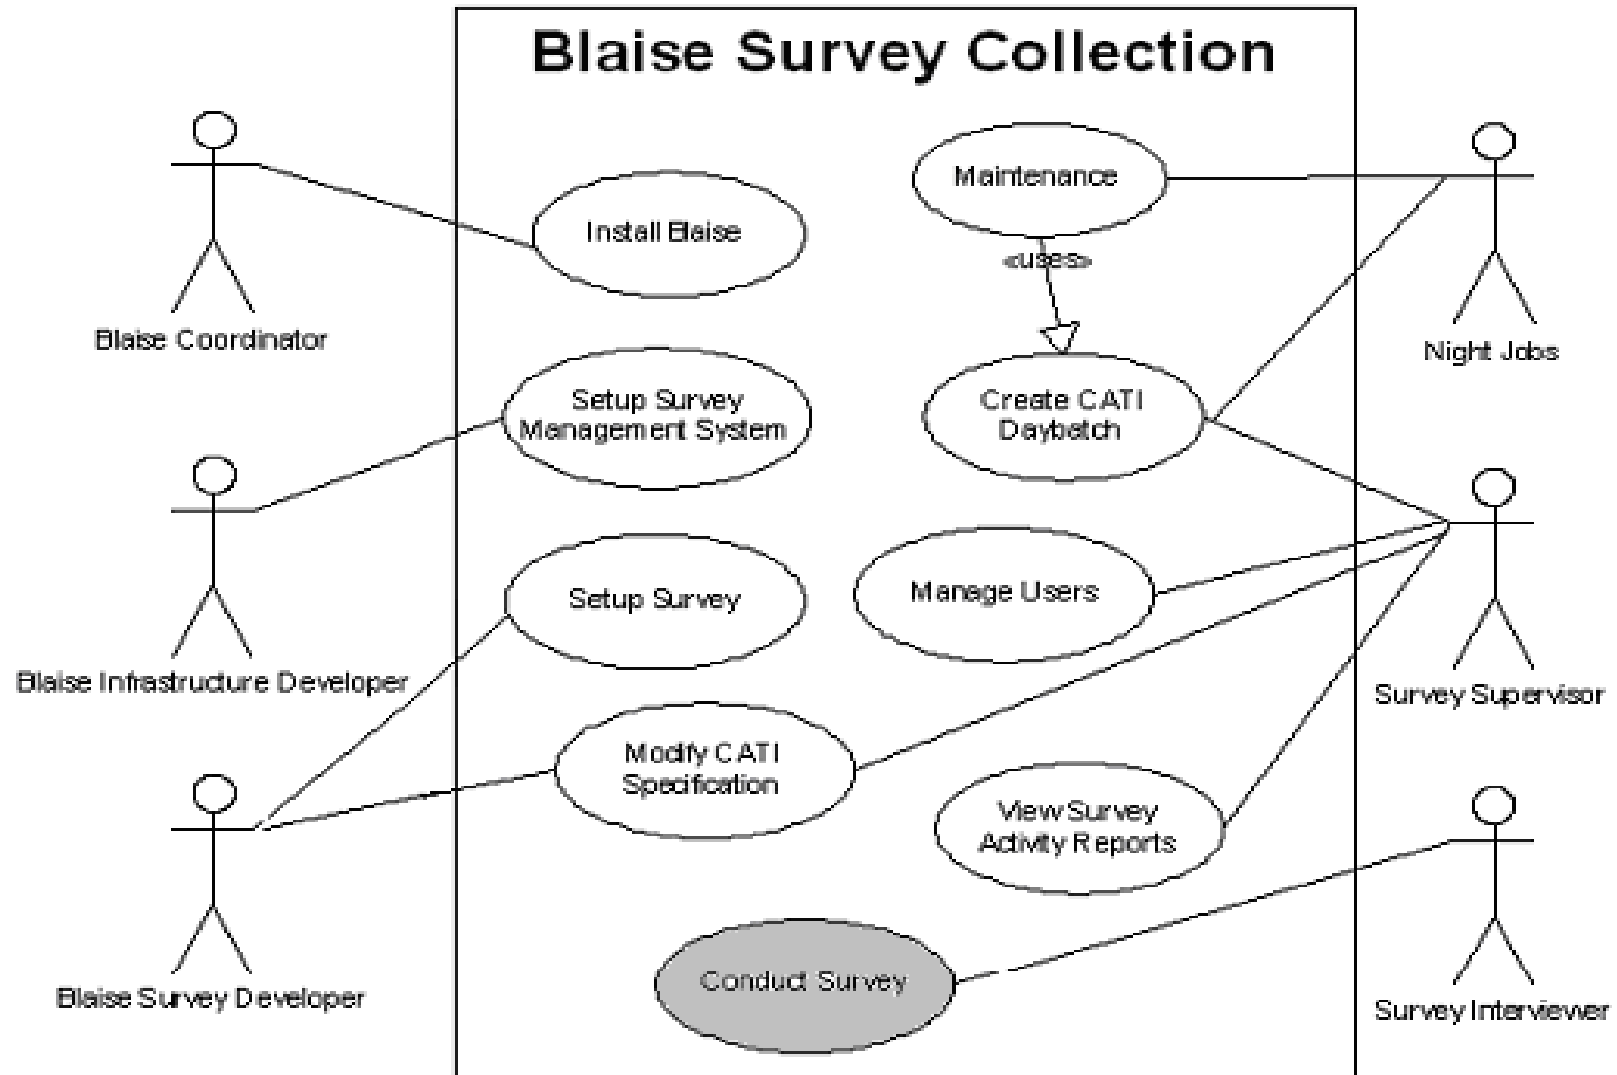 Blaise Survey Collection
Maintenance
Install Blaise
«uses»
Blaise Coordinator
Night Jobs
Setup Survey
Management System
Create CATI
Daybatch
Setup Survey
Manage Users
Blaise Infrastructure Developer
Survey Supervisor
Modify CATI
Specification
View Survey
Activity Reports
Conduct Survey
Blaise Survey Developer
Survey Interviewer